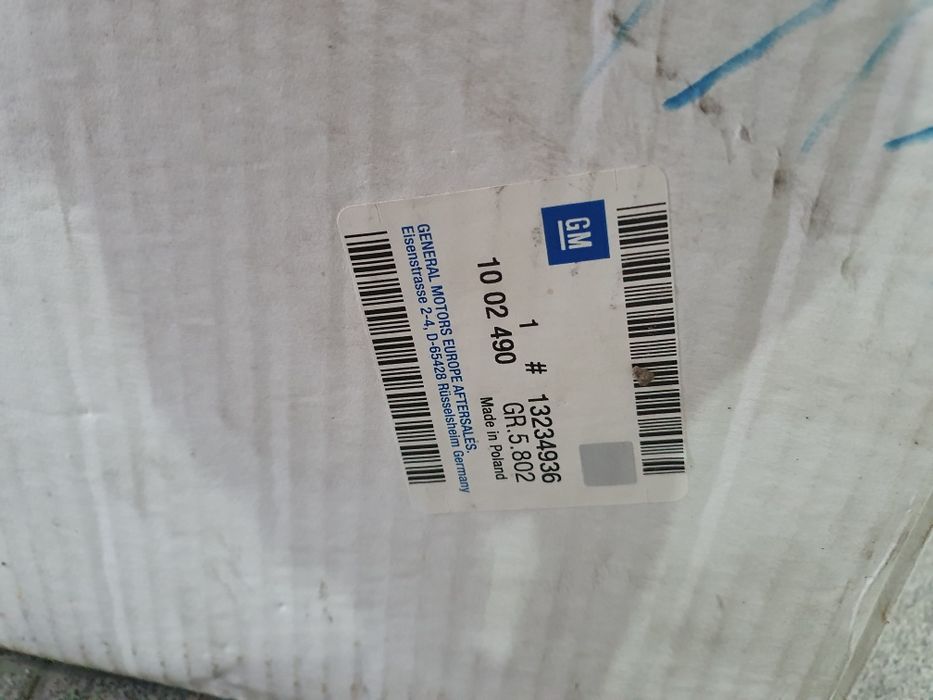 GM
1 # 13234936
10 02 490 GR.5.802
Made in Poland
GENERAL MOTORS EUROPE AFTERSALES.
Eisenstrasse 2-4, D-65428 Rüsselsheim Germany